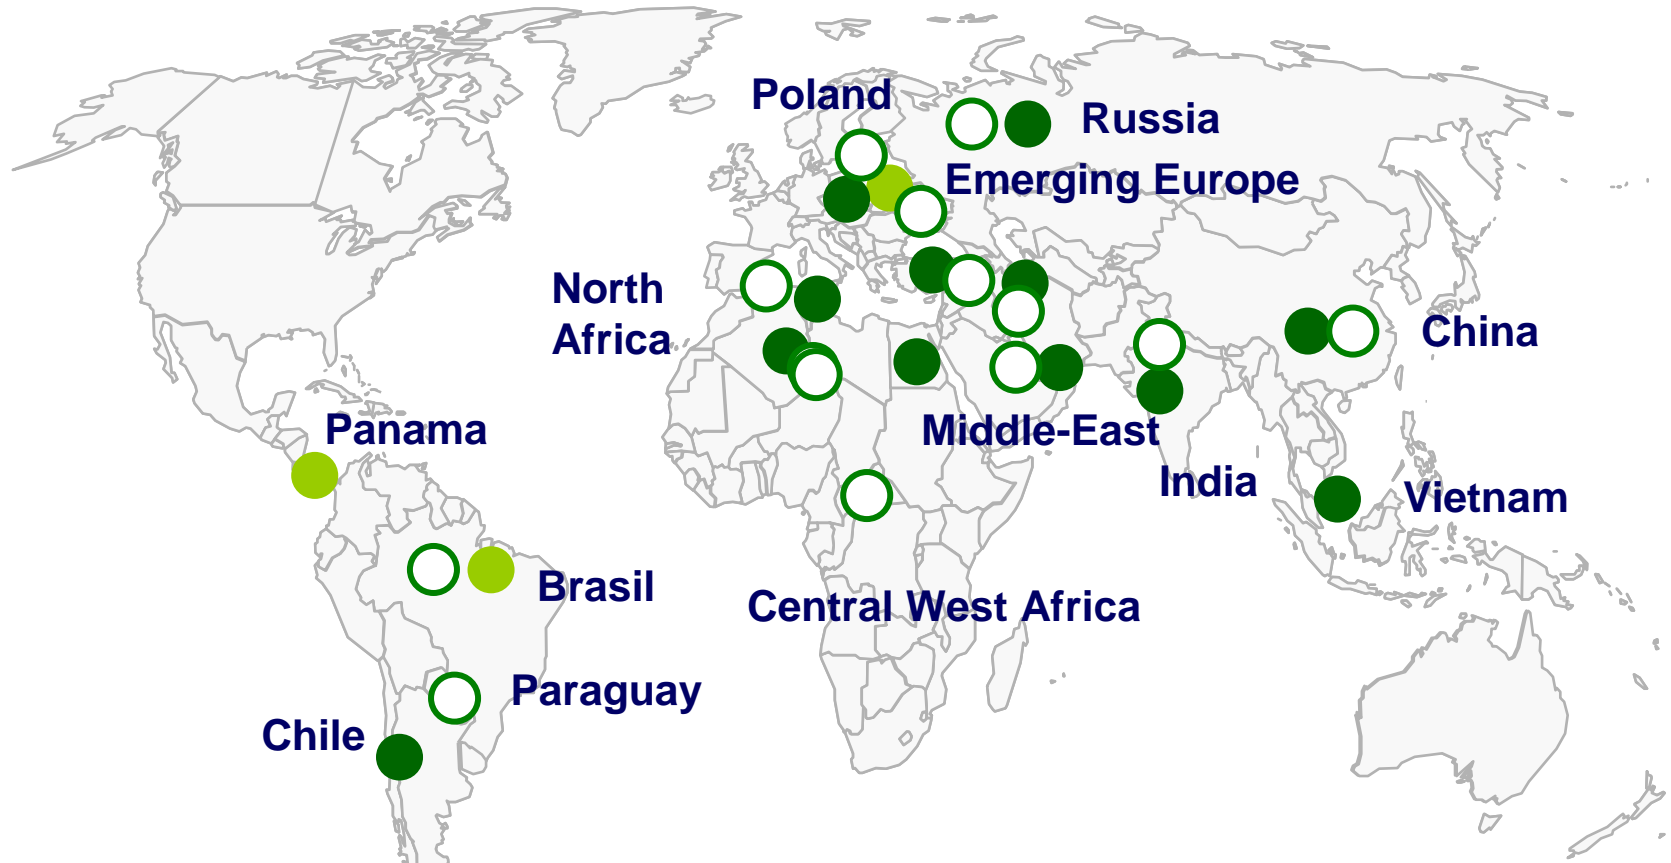 Poland
Russia
Emerging Europe
North
Africa
China
Panama
Middle-East
India
Vietnam
Brasil
Central West Africa
Paraguay
Chile